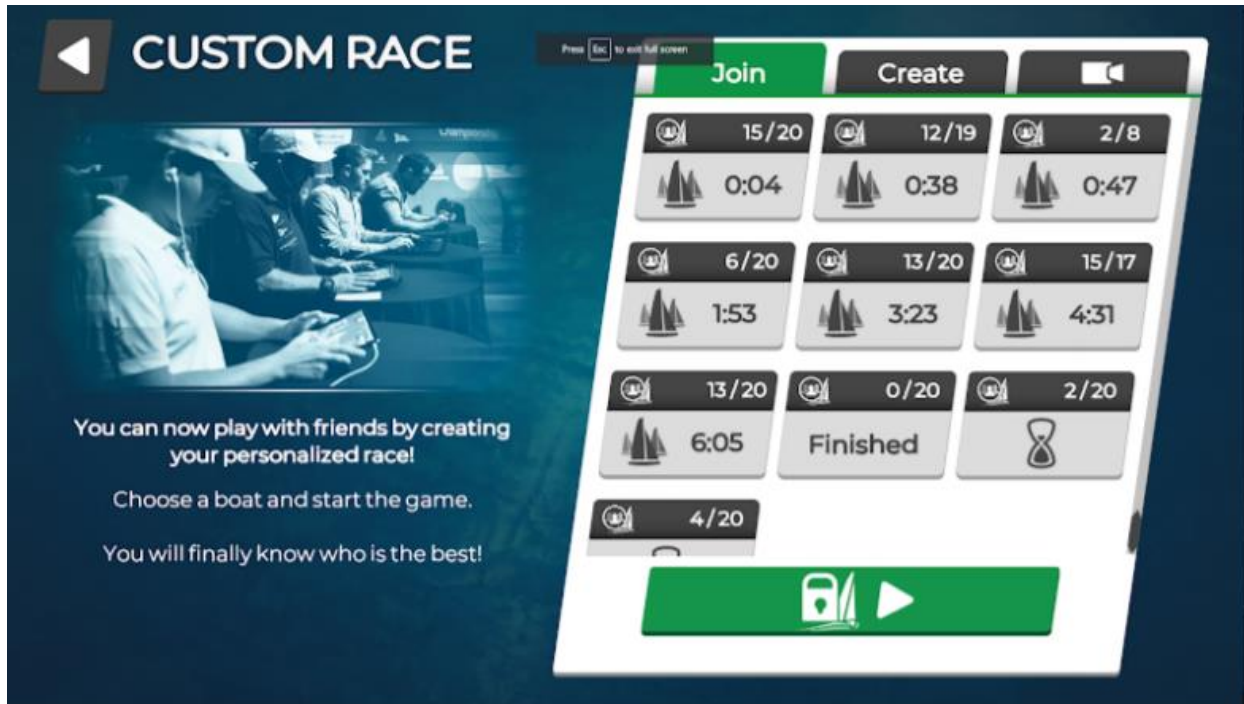 CUSTOM RACE
Press Esc to exit full screen
Join
Create
15/20
12/19
2/8
0:04
0:38
0:47
6/20
13/20
15/17
1:53
3:23
4:31
13/20
0/20
2/20
6:05
Finished
4/20
You can now play with friends by creating
your personalized race!
Choose a boat and start the game.
You will finally know who is the best!